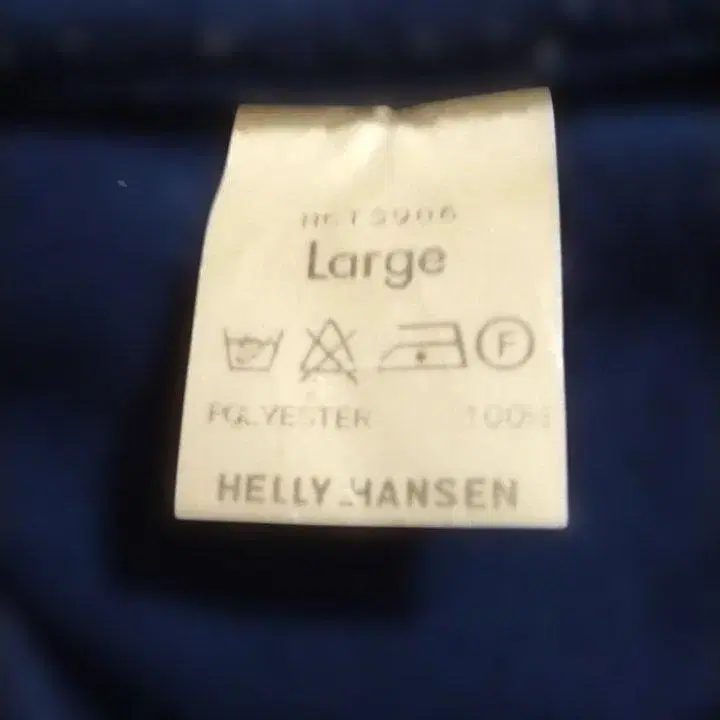 Large
F
POLYESTER 100%
HELLY HANSEN